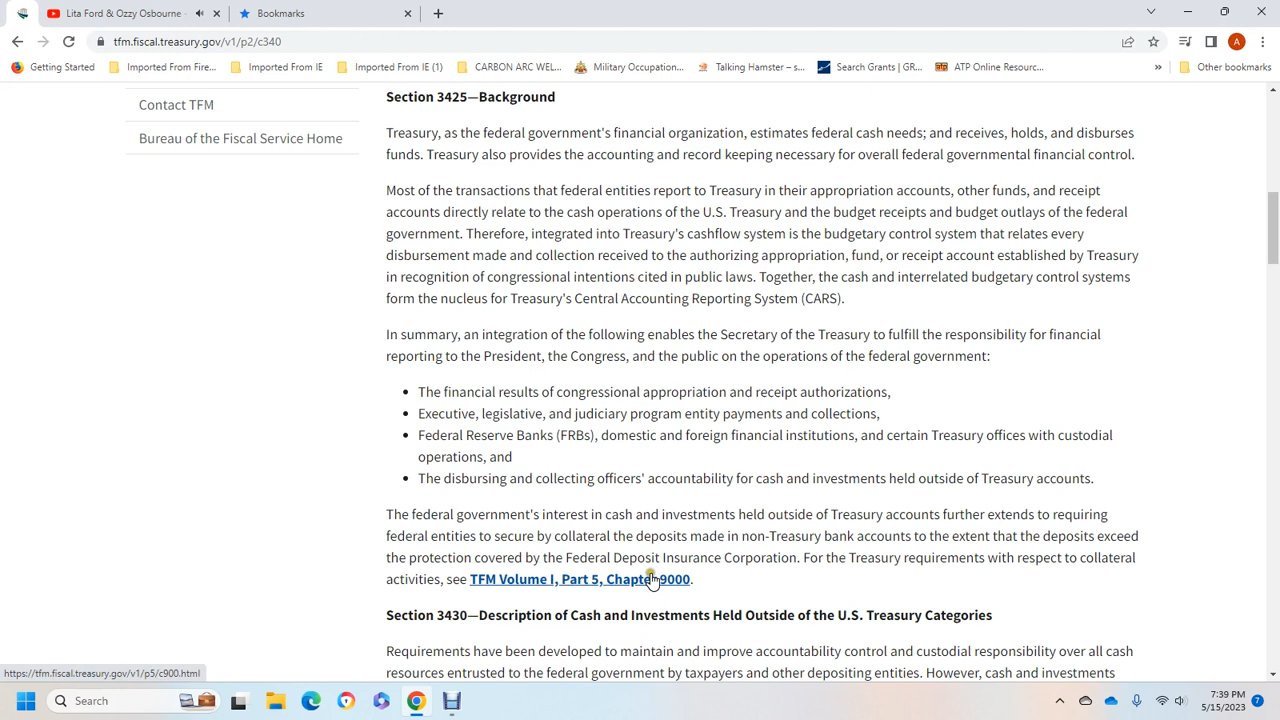 Lita Ford & Ozzy Osbourne -
Bookmarks
tfm.fiscal.treasury.gov/v1/p2/c340
A
Getting Started
Imported From Fire...
Imported From IE
Imported From IE (1)
CARBON ARC WEL...
Military Occupation...
Talking Hamster – s...
Search Grants | GR...
ATP Online Resourc...
»
Other bookmarks
Contact TFM
Bureau of the Fiscal Service Home
Section 3425—Background
Treasury, as the federal government's financial organization, estimates federal cash needs; and receives, holds, and disburses
funds. Treasury also provides the accounting and record keeping necessary for overall federal governmental financial control.
Most of the transactions that federal entities report to Treasury in their appropriation accounts, other funds, and receipt
accounts directly relate to the cash operations of the U.S. Treasury and the budget receipts and budget outlays of the federal
government. Therefore, integrated into Treasury's cashflow system is the budgetary control system that relates every
disbursement made and collection received to the authorizing appropriation, fund, or receipt account established by Treasury
in recognition of congressional intentions cited in public laws. Together, the cash and interrelated budgetary control systems
form the nucleus for Treasury's Central Accounting Reporting System (CARS).
In summary, an integration of the following enables the Secretary of the Treasury to fulfill the responsibility for financial
reporting to the President, the Congress, and the public on the operations of the federal government:
• The financial results of congressional appropriation and receipt authorizations,
• Executive, legislative, and judiciary program entity payments and collections,
• Federal Reserve Banks (FRBs), domestic and foreign financial institutions, and certain Treasury offices with custodial
operations, and
• The disbursing and collecting officers' accountability for cash and investments held outside of Treasury accounts.
The federal government's interest in cash and investments held outside of Treasury accounts further extends to requiring
federal entities to secure by collateral the deposits made in non-Treasury bank accounts to the extent that the deposits exceed
the protection covered by the Federal Deposit Insurance Corporation. For the Treasury requirements with respect to collateral
activities, see TFM Volume I, Part 5, Chapter 9000.
Section 3430—Description of Cash and Investments Held Outside of the U.S. Treasury Categories
Requirements have been developed to maintain and improve accountability control and custodial responsibility over all cash
resources entrusted to the federal government by taxpayers and other depositing entities. However, cash and investments
https://tfm.fiscal.treasury.gov/v1/p5/c900.html
Search
7:39 PM
5/15/2023
7